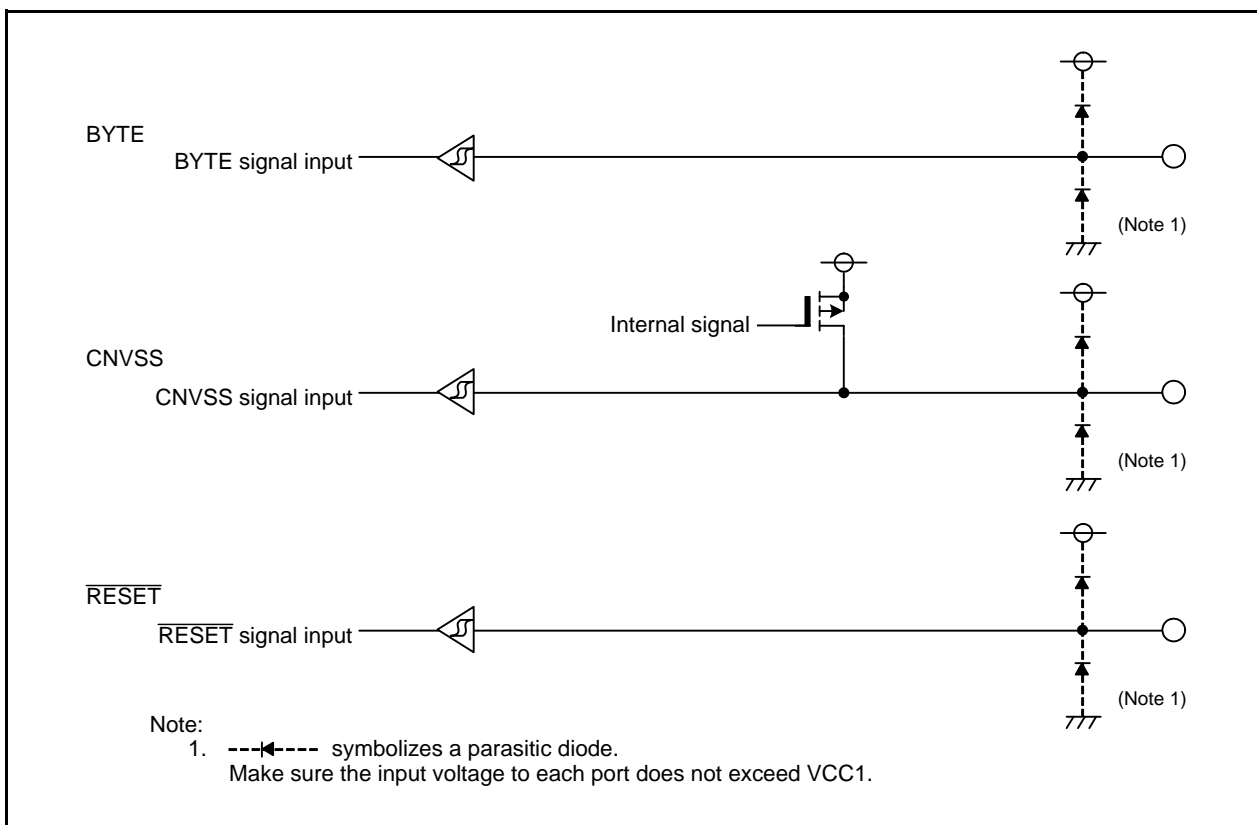 BYTE
BYTE signal input
(Note 1)
Internal signal
CNVSS
CNVSS signal input
(Note 1)
RESET
RESET signal input
(Note 1)
Note:
1. symbolizes a parasitic diode.
Make sure the input voltage to each port does not exceed VCC1.